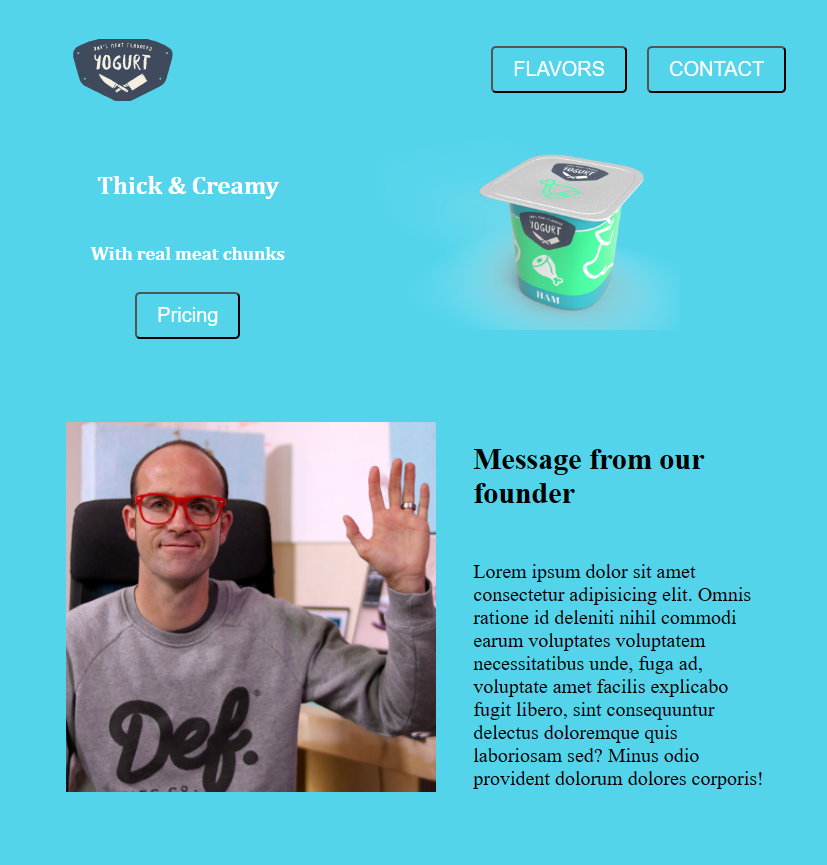 DAD'S MEAT FLAVORED
YOGURT
FLAVORS
CONTACT
Thick & Creamy
With real meat chunks
Pricing
YOGURT
YOGURT
HAM
Message from our
founder
Lorem ipsum dolor sit amet
consectetur adipisicing elit. Omnis
ratione id deleniti nihil commodi
earum voluptates voluptatem
necessitatibus unde, fuga ad,
voluptate amet facilis explicabo
fugit libero, sint consequuntur
delectus doloremque quis
laboriosam sed? Minus odio
provident dolorum dolores corporis!
Def.